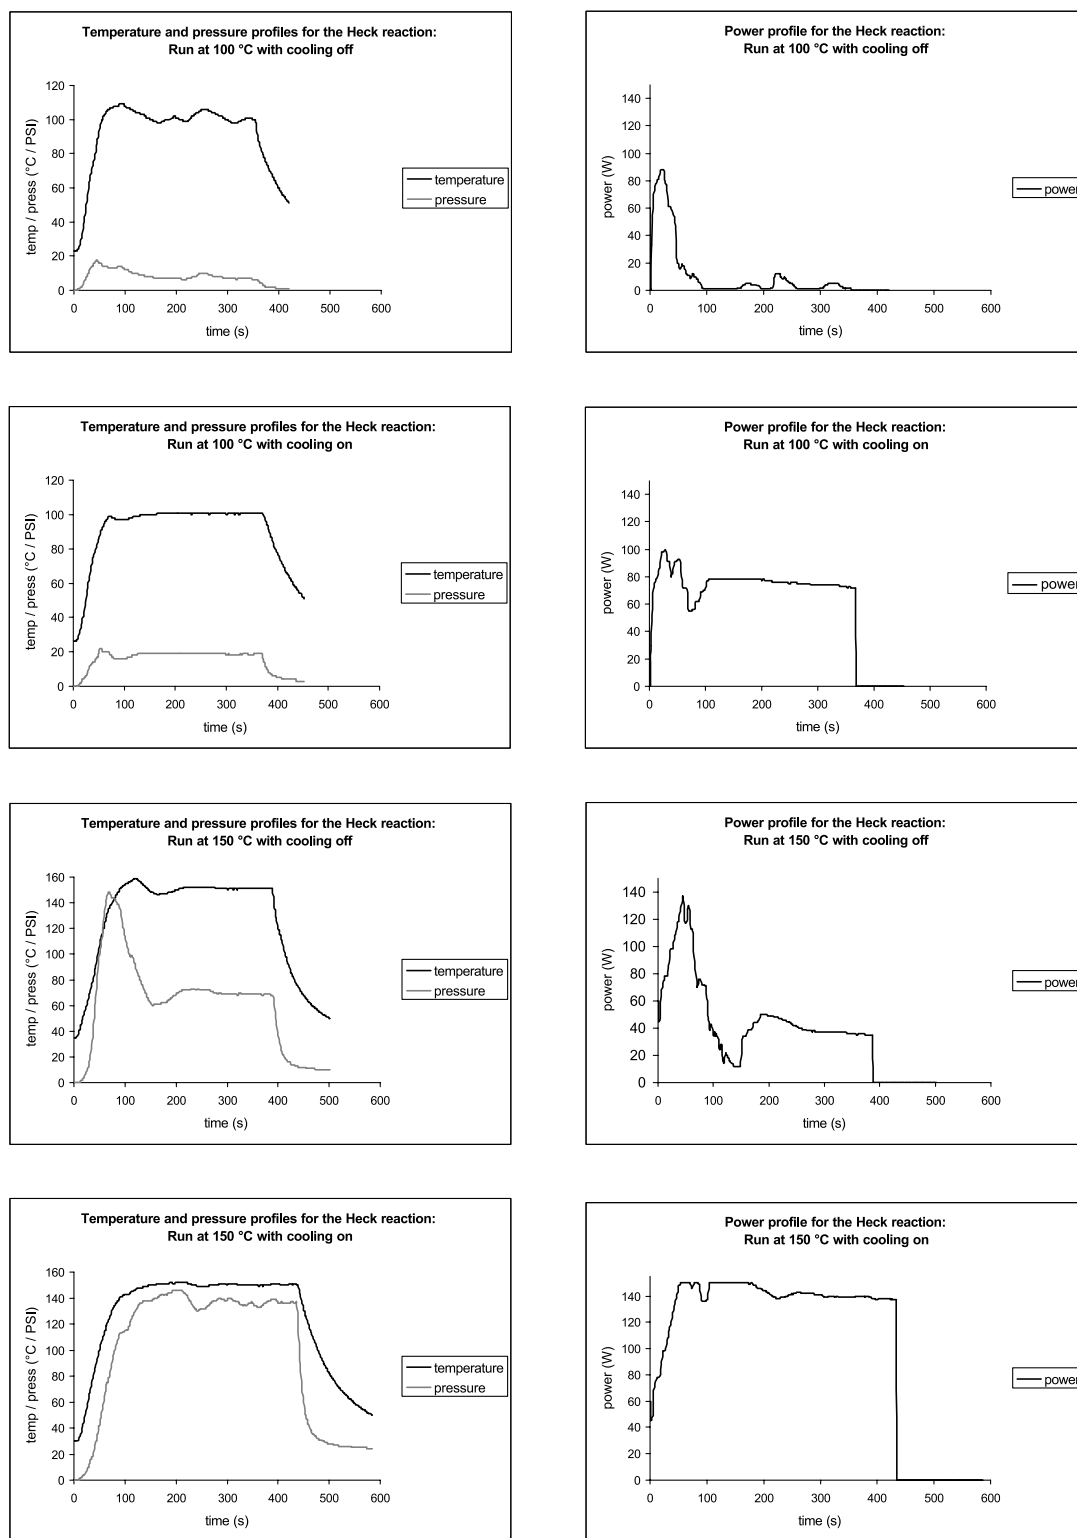 Temperature and pressure profiles for the Heck reaction:
Run at 100 °C with cooling off
120
100
80
60
40
20
0
0 100 200 300 400 500 600
temp / press (°C / PSI)
time (s)
temperature
pressure
Power profile for the Heck reaction:
Run at 100 °C with cooling off
140
120
100
80
60
40
20
0
0 100 200 300 400 500 600
power (W)
time (s)
power
Temperature and pressure profiles for the Heck reaction:
Run at 100 °C with cooling on
120
100
80
60
40
20
0
0 100 200 300 400 500 600
temp / press (°C / PSI)
time (s)
temperature
pressure
Power profile for the Heck reaction:
Run at 100 °C with cooling on
140
120
100
80
60
40
20
0
0 100 200 300 400 500 600
power (W)
time (s)
power
Temperature and pressure profiles for the Heck reaction:
Run at 150 °C with cooling off
160
140
120
100
80
60
40
20
0
0 100 200 300 400 500 600
temp / press (°C / PSI)
time (s)
temperature
pressure
Power profile for the Heck reaction:
Run at 150 °C with cooling off
140
120
100
80
60
40
20
0
0 100 200 300 400 500 600
power (W)
time (s)
power
Temperature and pressure profiles for the Heck reaction:
Run at 150 °C with cooling on
160
140
120
100
80
60
40
20
0
0 100 200 300 400 500 600
temp / press (°C / PSI)
time (s)
temperature
pressure
Power profile for the Heck reaction:
Run at 150 °C with cooling on
140
120
100
80
60
40
20
0
0 100 200 300 400 500 600
power (W)
time (s)
power